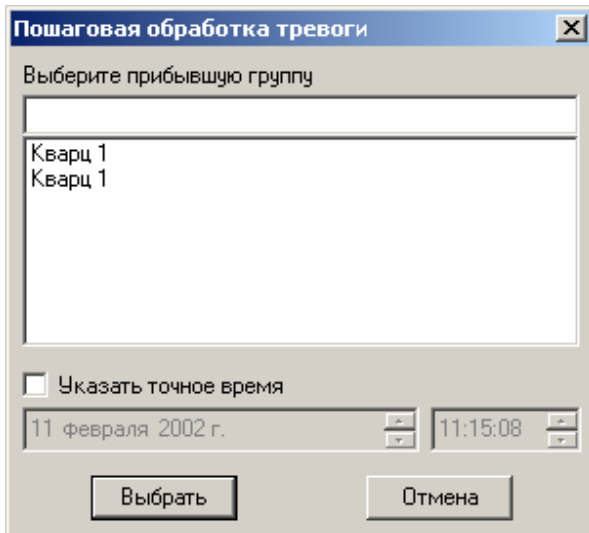 Пошаговая обработка тревоги
Выберите прибывшую группу
Кварц 1
Кварц 1
Указать точное время
11 февраля 2002 г.
11:15:08
Выбрать
Отмена